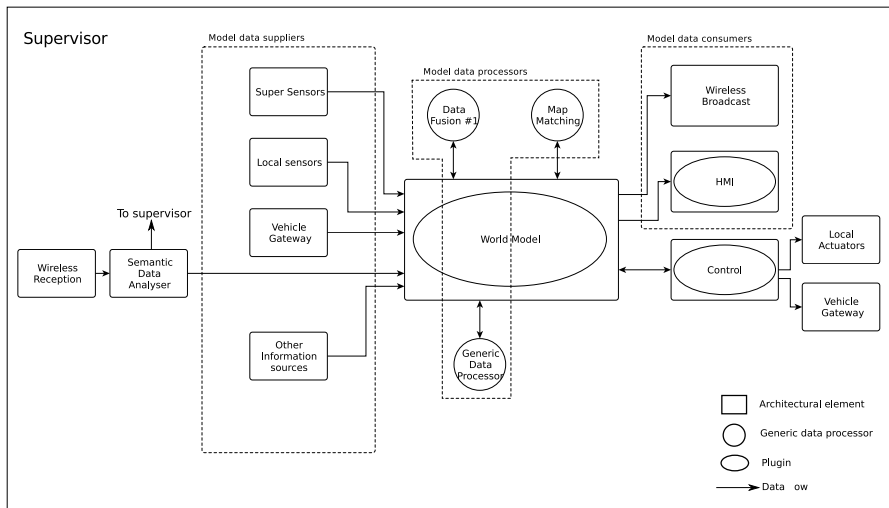 Supervisor
Model data suppliers
Model data consumers
Model data processors
Super Sensors
Data
Fusion #1
Map
Matching
Wireless
Broadcast
Local sensors
HMI
To supervisor
Vehicle
Gateway
World Model
Local
Actuators
Wireless
Reception
Semantic
Data
Analyser
Control
Vehicle
Gateway
Other
Information
sources
Generic
Data
Processor
Architectural element
Generic data processor
Plugin
Data ow